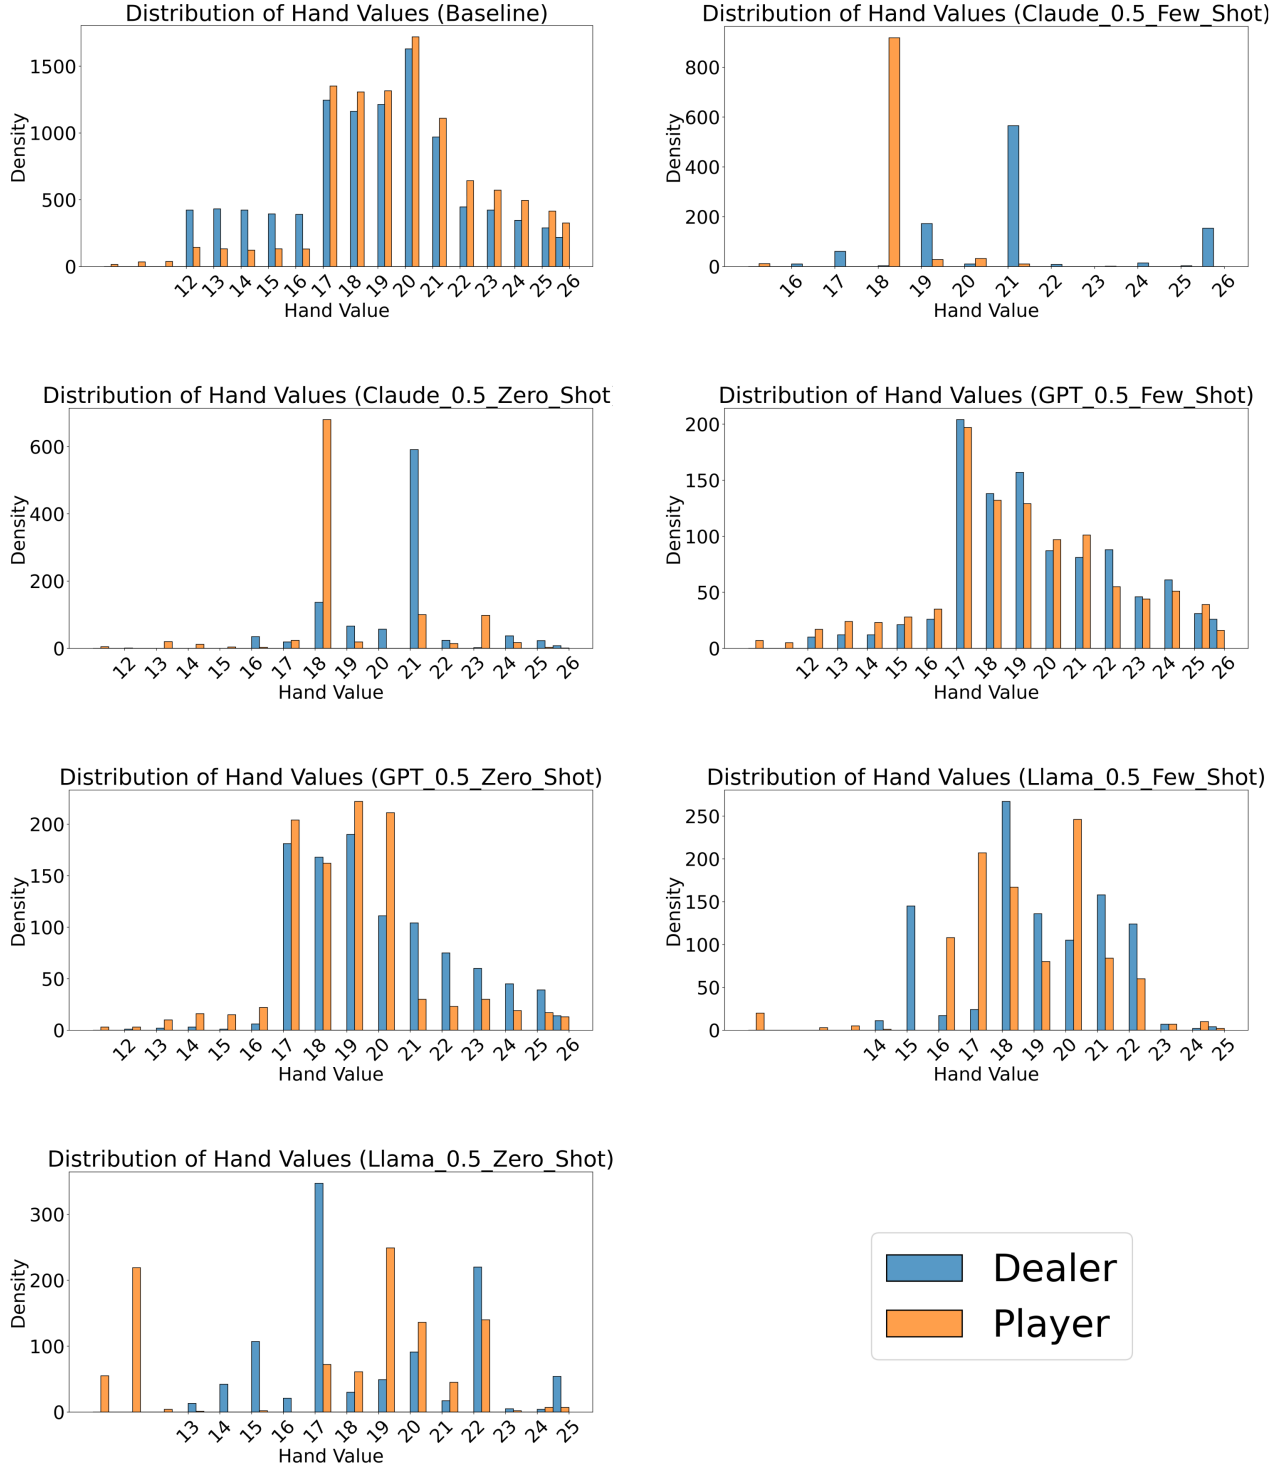 Distribution of Hand Values (Baseline)
Density
1500
1000
500
0
12 13 14 15 16 17 18 19 20 21 22 23 24 25 26
Hand Value
Distribution of Hand Values (Claude_0.5_Few_Shot)
Density
800
600
400
200
0
16 17 18 19 20 21 22 23 24 25 26
Hand Value
Distribution of Hand Values (Claude_0.5_Zero_Shot
Density
600
400
200
0
12 13 14 15 16 17 18 19 20 21 22 23 24 25 26
Hand Value
Distribution of Hand Values (GPT_0.5_Few_Shot)
Density
200
150
100
50
0
12 13 14 15 16 17 18 19 20 21 22 23 24 25 26
Hand Value
Distribution of Hand Values (GPT_0.5_Zero_Shot)
Density
200
150
100
50
0
12 13 14 15 16 17 18 19 20 21 22 23 24 25 26
Hand Value
Distribution of Hand Values (Llama_0.5_Few_Shot)
Density
250
200
150
100
50
0
14 15 16 17 18 19 20 21 22 23 24 25
Hand Value
Distribution of Hand Values (Llama_0.5_Zero_Shot)
Density
300
200
100
0
13 14 15 16 17 18 19 20 21 22 23 24 25
Hand Value
Dealer
Player